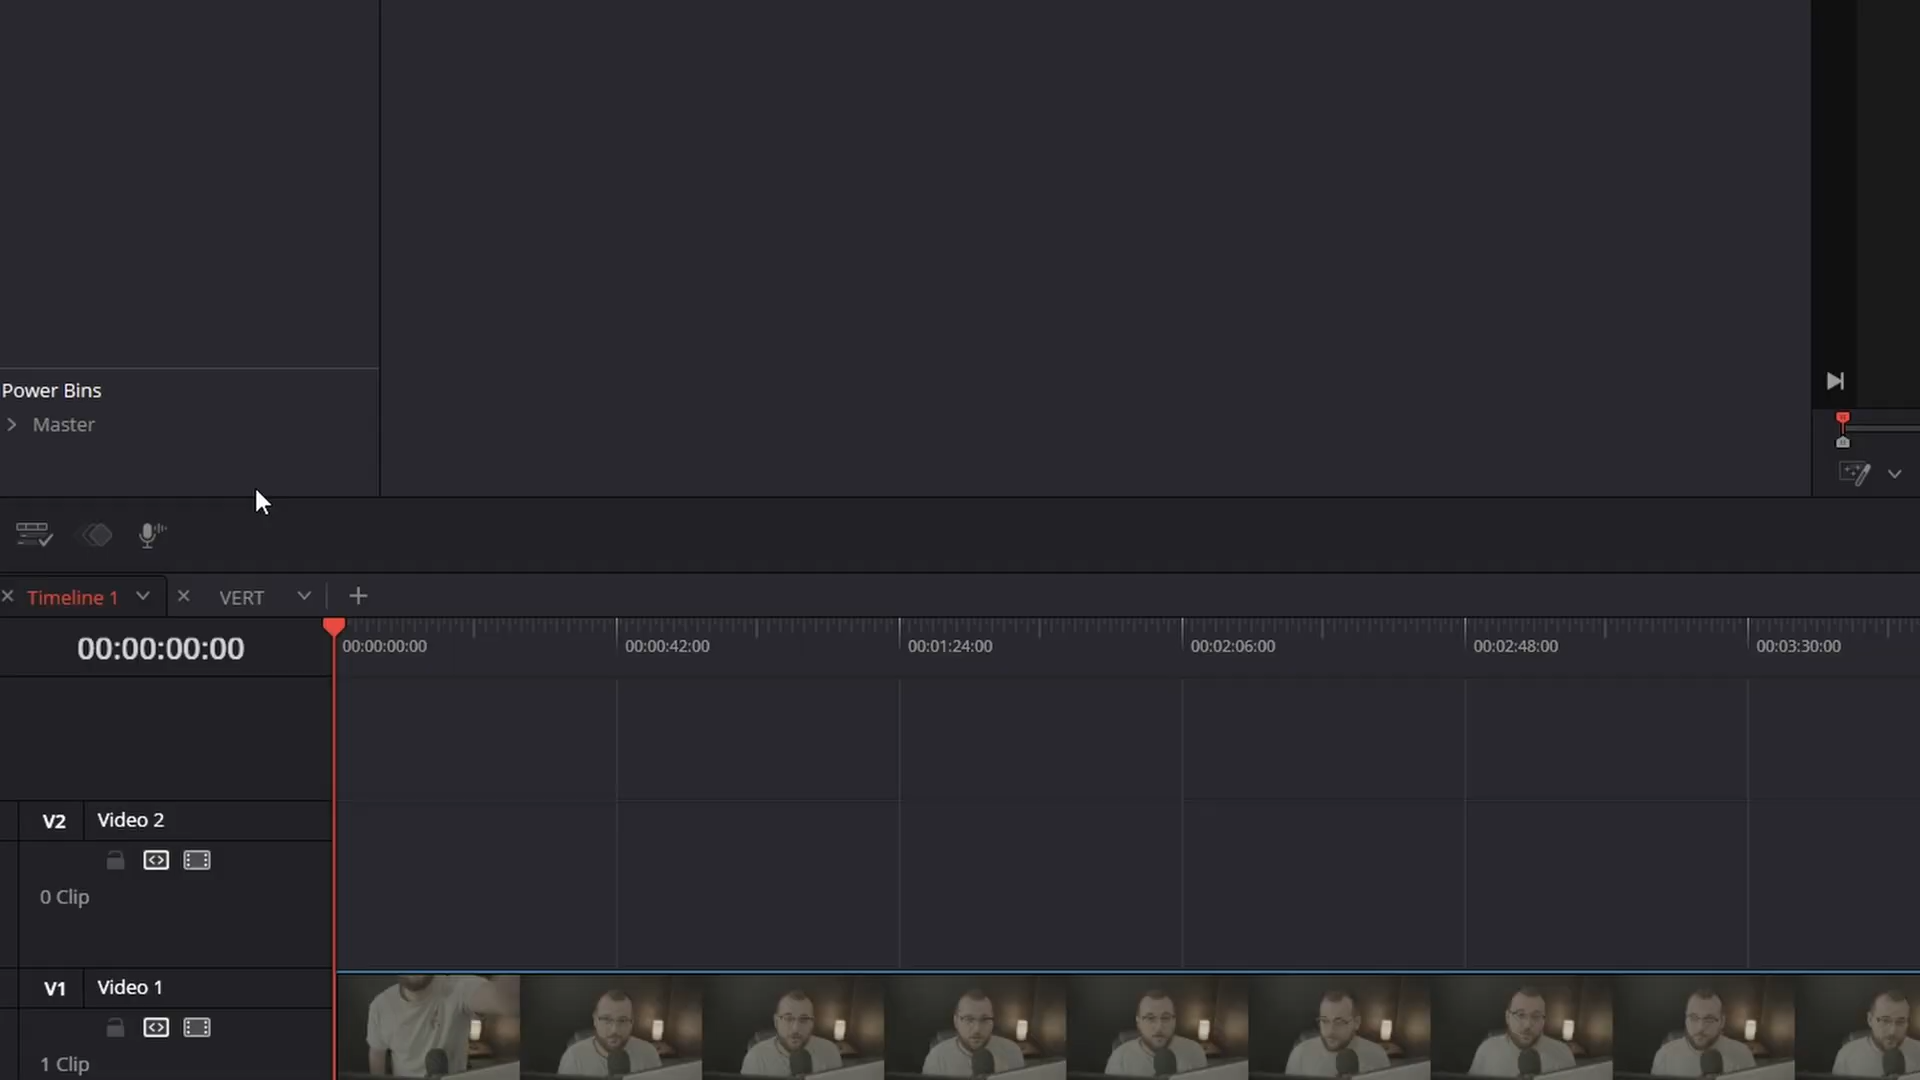 Power Bins
Master
Timeline 1
VERT
00:00:00:00
00:00:00:00
00:00:42:00
00:01:24:00
00:02:06:00
00:02:48:00
00:03:30:00
V2
Video 2
0 Clip
V1
Video 1
1 Clip